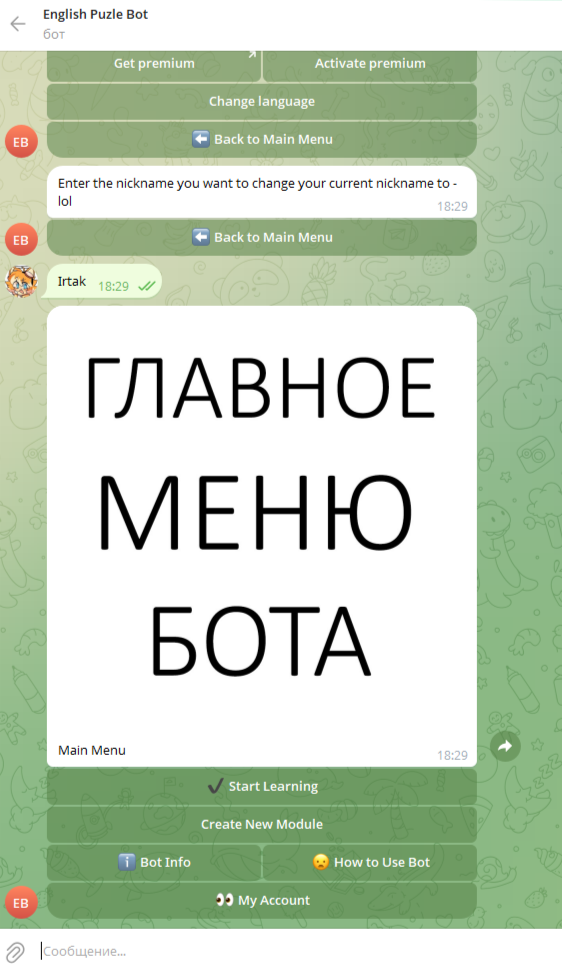 English Puzle Bot
бот
Get premium
Activate premium
Change language
Back to Main Menu
EB
Enter the nickname you want to change your current nickname to -
lol
18:29
Back to Main Menu
EB
Irtak 18:29
ГЛАВНОЕ
МЕНЮ
БОТА
Main Menu
18:29
Start Learning
Create New Module
Bot Info
How to Use Bot
My Account
EB
Сообщение...